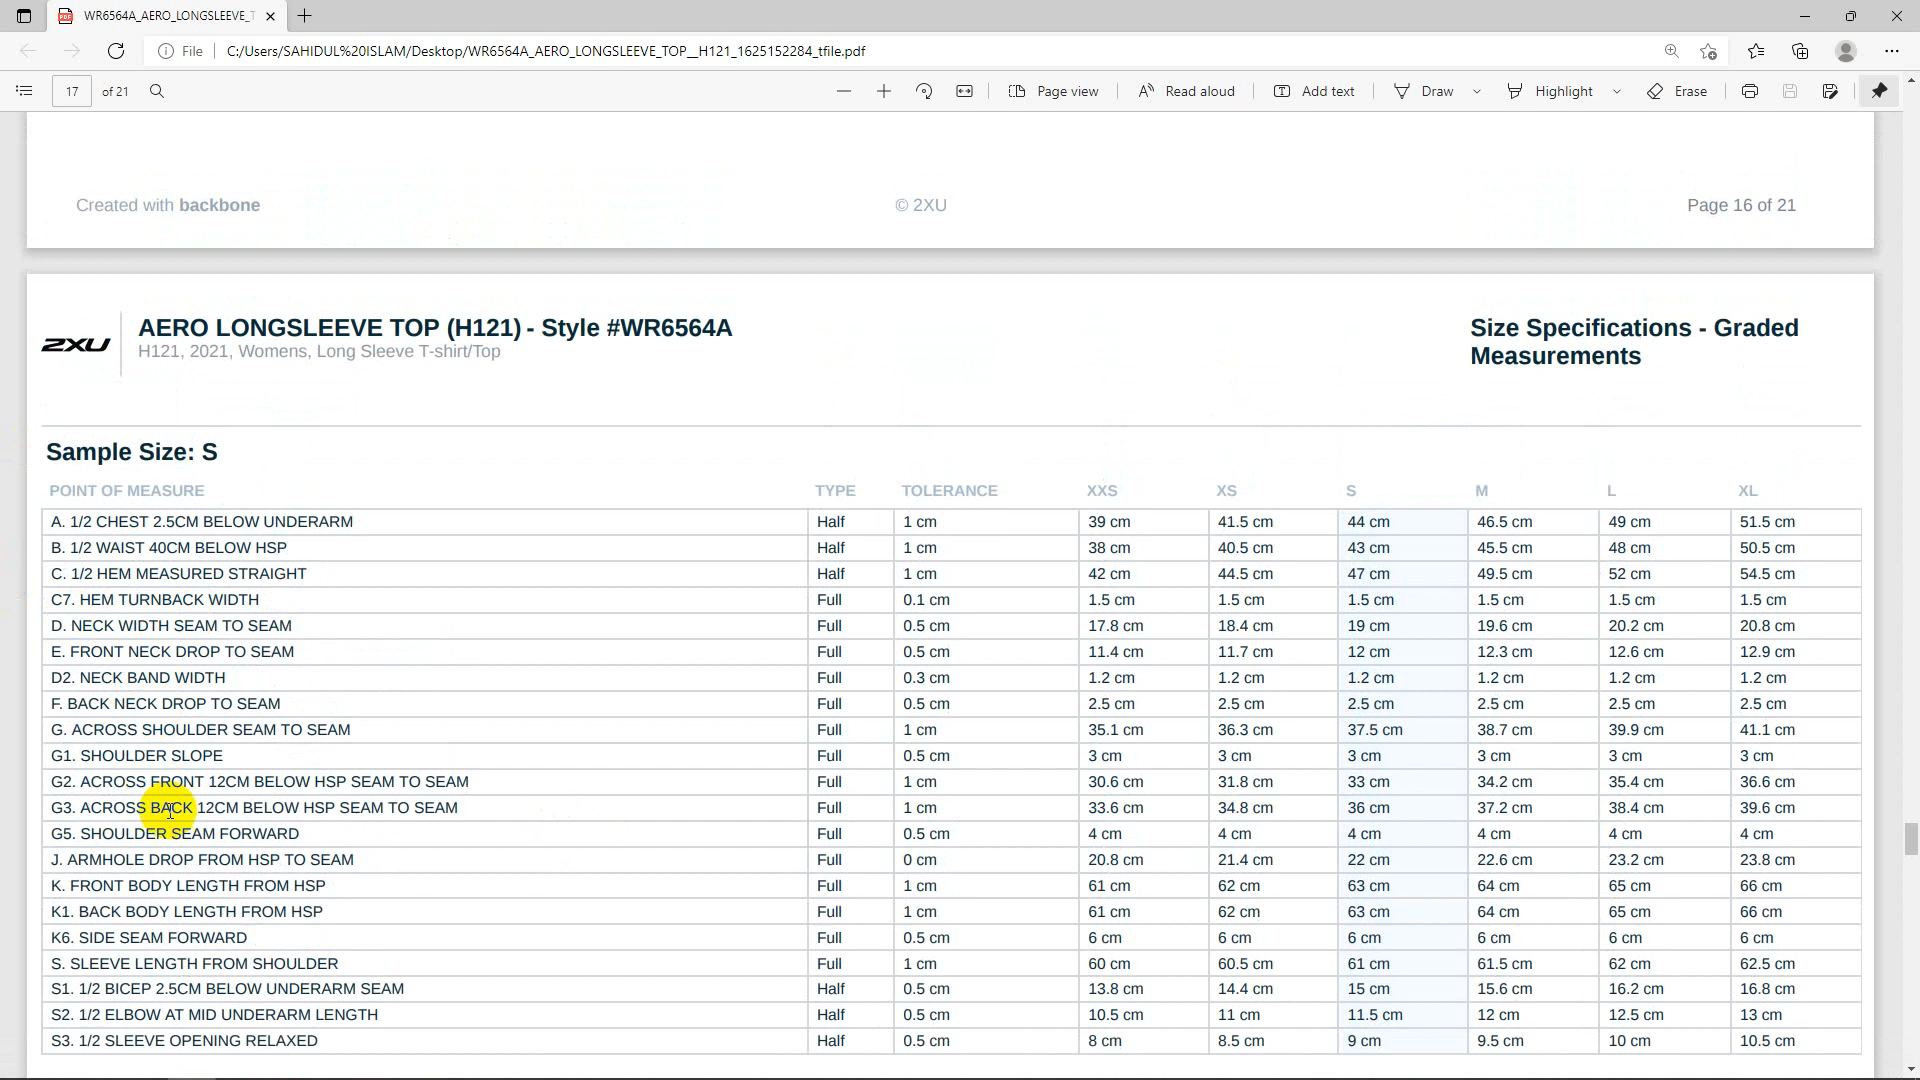 WR6564A_AERO_LONGSLEEVE_T
File C:/Users/SAHIDUL%20ISLAM/Desktop/WR6564A_AERO_LONGSLEEVE_TOP__H121_1625152284_tfile.pdf
17 of 21 Page view Read aloud Add text Draw Highlight Erase
Created with backbone © 2XU Page 16 of 21
2XU
AERO LONGSLEEVE TOP (H121) - Style #WR6564A
H121, 2021, Womens, Long Sleeve T-shirt/Top
Size Specifications - Graded
Measurements
Sample Size: S
POINT OF MEASURE TYPE TOLERANCE XXS XS S M L XL
A. 1/2 CHEST 2.5CM BELOW UNDERARM Half 1 cm 39 cm 41.5 cm 44 cm 46.5 cm 49 cm 51.5 cm
B. 1/2 WAIST 40CM BELOW HSP Half 1 cm 38 cm 40.5 cm 43 cm 45.5 cm 48 cm 50.5 cm
C. 1/2 HEM MEASURED STRAIGHT Half 1 cm 42 cm 44.5 cm 47 cm 49.5 cm 52 cm 54.5 cm
C7. HEM TURNBACK WIDTH Full 0.1 cm 1.5 cm 1.5 cm 1.5 cm 1.5 cm 1.5 cm 1.5 cm
D. NECK WIDTH SEAM TO SEAM Full 0.5 cm 17.8 cm 18.4 cm 19 cm 19.6 cm 20.2 cm 20.8 cm
E. FRONT NECK DROP TO SEAM Full 0.5 cm 11.4 cm 11.7 cm 12 cm 12.3 cm 12.6 cm 12.9 cm
D2. NECK BAND WIDTH Full 0.3 cm 1.2 cm 1.2 cm 1.2 cm 1.2 cm 1.2 cm 1.2 cm
F. BACK NECK DROP TO SEAM Full 0.5 cm 2.5 cm 2.5 cm 2.5 cm 2.5 cm 2.5 cm 2.5 cm
G. ACROSS SHOULDER SEAM TO SEAM Full 1 cm 35.1 cm 36.3 cm 37.5 cm 38.7 cm 39.9 cm 41.1 cm
G1. SHOULDER SLOPE Full 0.5 cm 3 cm 3 cm 3 cm 3 cm 3 cm 3 cm
G2. ACROSS FRONT 12CM BELOW HSP SEAM TO SEAM Full 1 cm 30.6 cm 31.8 cm 33 cm 34.2 cm 35.4 cm 36.6 cm
G3. ACROSS BACK 12CM BELOW HSP SEAM TO SEAM Full 1 cm 33.6 cm 34.8 cm 36 cm 37.2 cm 38.4 cm 39.6 cm
G5. SHOULDER SEAM FORWARD Full 0.5 cm 4 cm 4 cm 4 cm 4 cm 4 cm 4 cm
J. ARMHOLE DROP FROM HSP TO SEAM Full 0 cm 20.8 cm 21.4 cm 22 cm 22.6 cm 23.2 cm 23.8 cm
K. FRONT BODY LENGTH FROM HSP Full 1 cm 61 cm 62 cm 63 cm 64 cm 65 cm 66 cm
K1. BACK BODY LENGTH FROM HSP Full 1 cm 61 cm 62 cm 63 cm 64 cm 65 cm 66 cm
K6. SIDE SEAM FORWARD Full 0.5 cm 6 cm 6 cm 6 cm 6 cm 6 cm 6 cm
S. SLEEVE LENGTH FROM SHOULDER Full 1 cm 60 cm 60.5 cm 61 cm 61.5 cm 62 cm 62.5 cm
S1. 1/2 BICEP 2.5CM BELOW UNDERARM SEAM Half 0.5 cm 13.8 cm 14.4 cm 15 cm 15.6 cm 16.2 cm 16.8 cm
S2. 1/2 ELBOW AT MID UNDERARM LENGTH Half 0.5 cm 10.5 cm 11 cm 11.5 cm 12 cm 12.5 cm 13 cm
S3. 1/2 SLEEVE OPENING RELAXED Half 0.5 cm 8 cm 8.5 cm 9 cm 9.5 cm 10 cm 10.5 cm